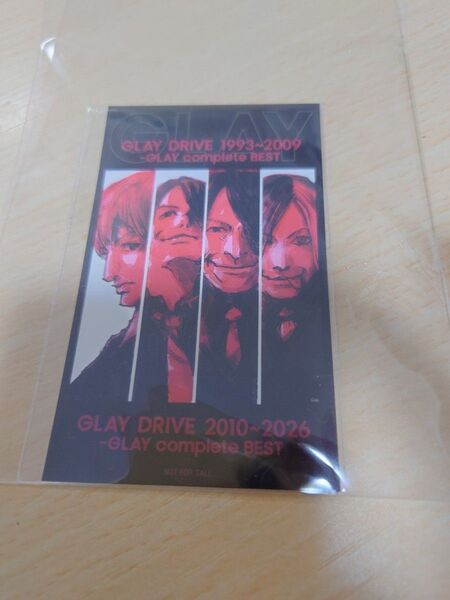 GLAY
GLAY DRIVE 1993~2009
-GLAY complete BEST
GLAY DRIVE 2010~2026
-GLAY complete BEST
NOT FOR SALE